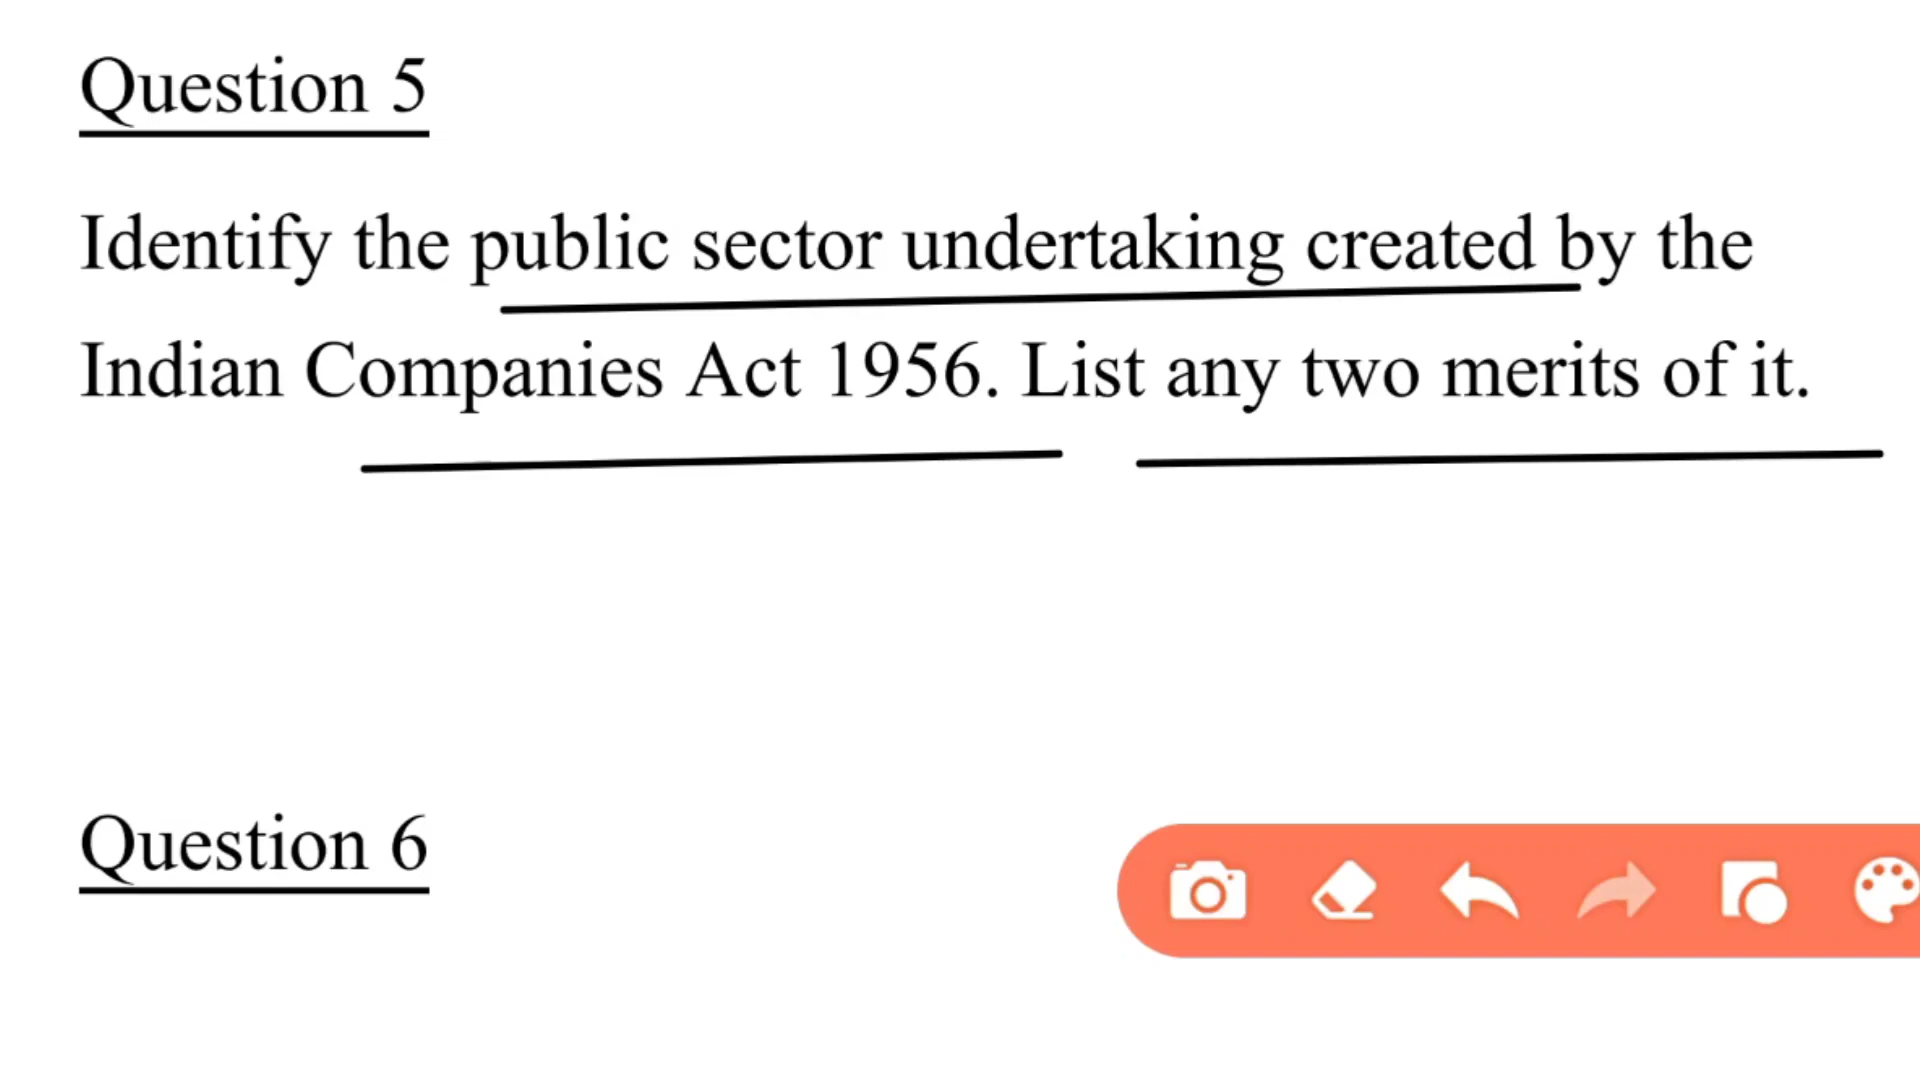 Question 5
Identify the public sector undertaking created by the
Indian Companies Act 1956. List any two merits of it.
Question 6